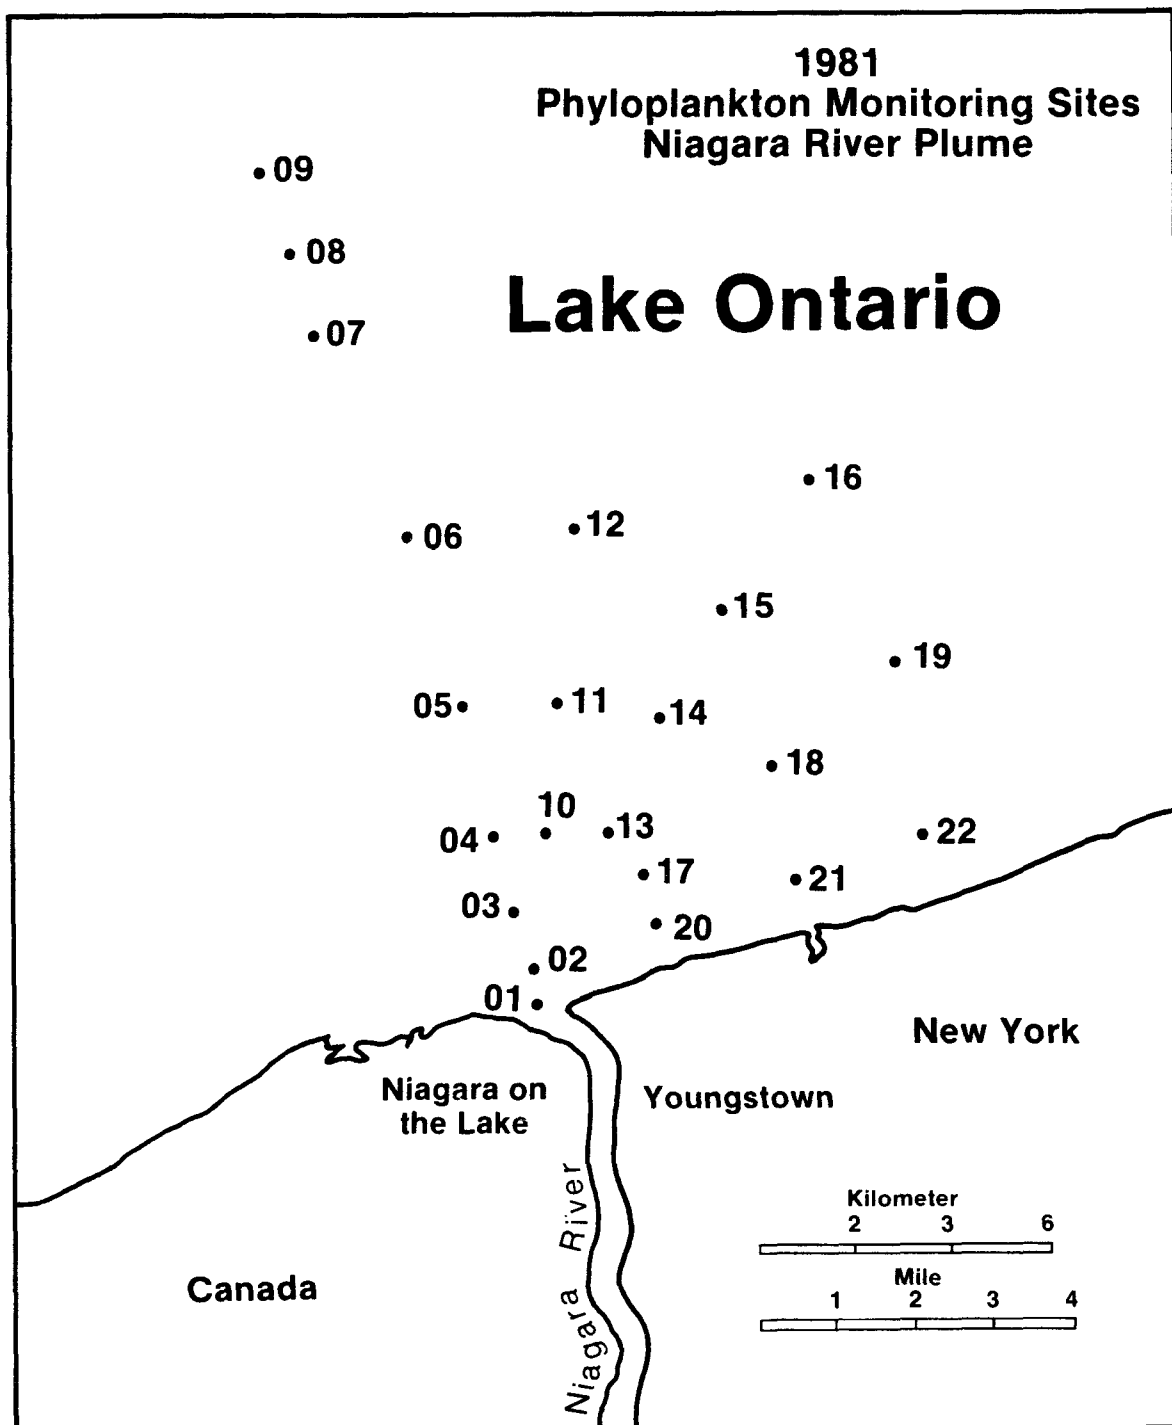 1981
Phyloplankton Monitoring Sites
Niagara River Plume
09
08
07
Lake Ontario
16
06
12
15
19
05
11
14
18
10
04
13
22
17
21
03
20
02
01
New York
Niagara on
the Lake
Youngstown
Niagara River
Canada
Kilometer
2 3 6
Mile
1 2 3 4